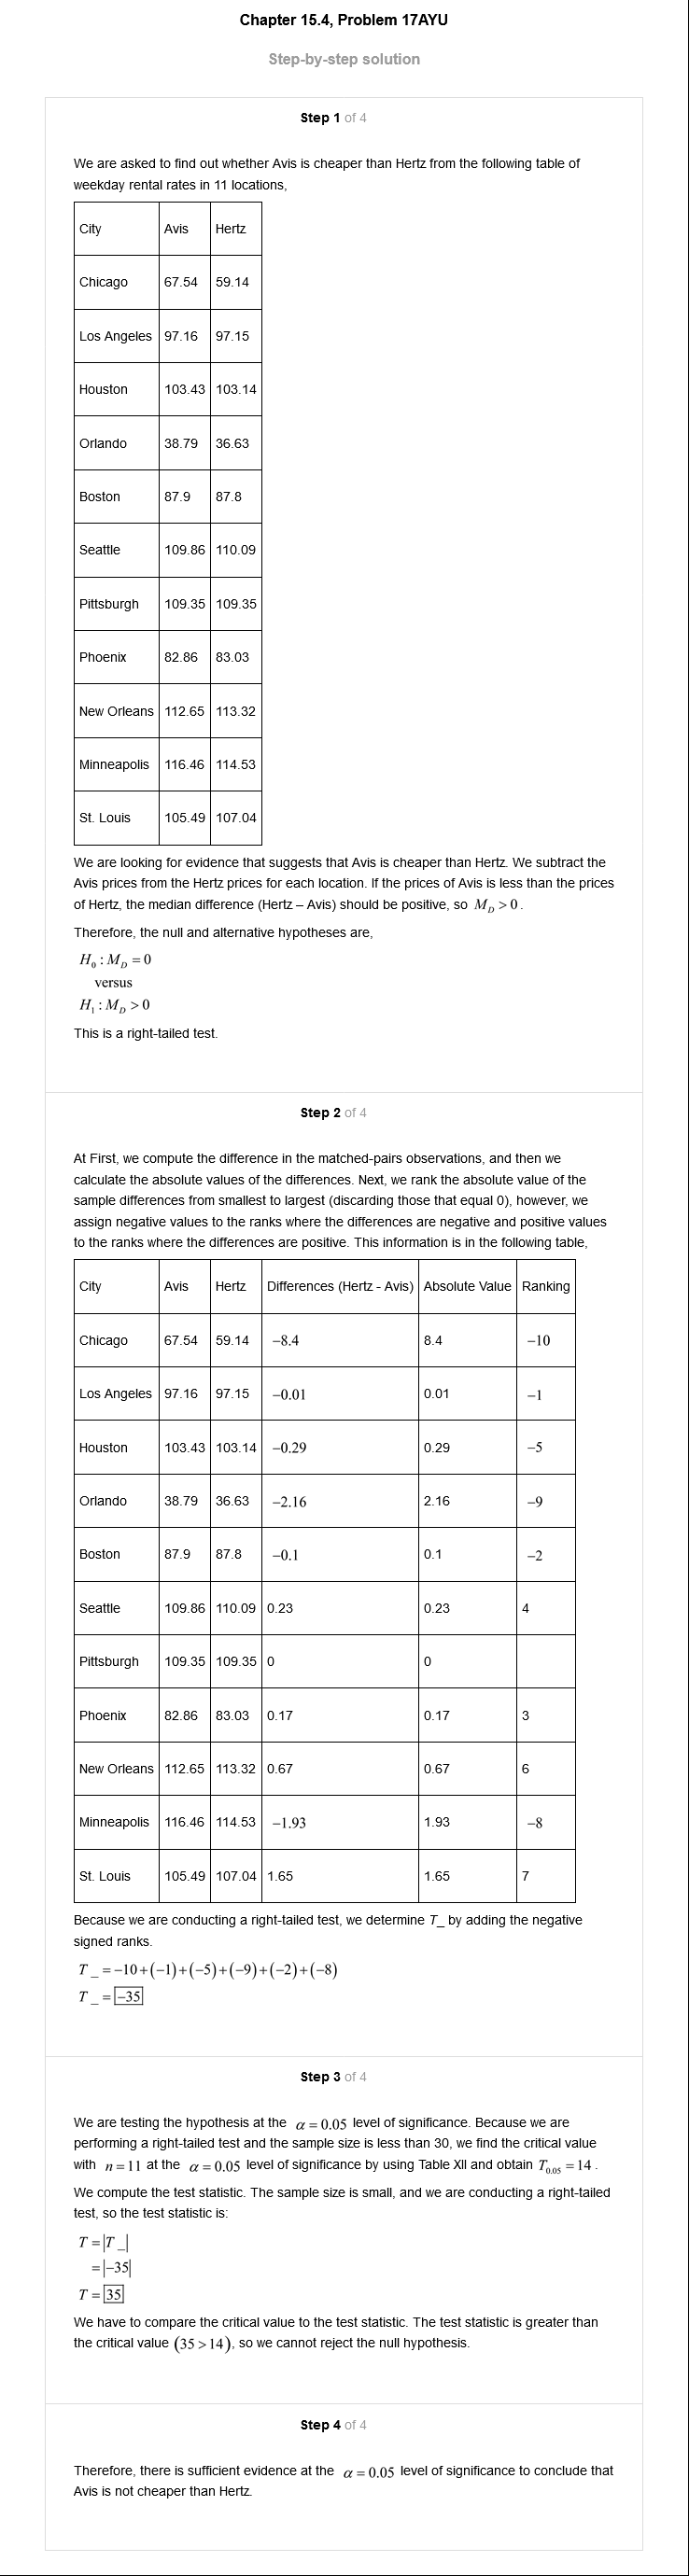 Chapter 15.4, Problem 17AYU
Step-by-step solution
Step 1 of 4
We are asked to find out whether Avis is cheaper than Hertz from the following table of
weekday rental rates in 11 locations,
City Avis Hertz
Chicago 67.54 59.14
Los Angeles 97.16 97.15
Houston 103.43 103.14
Orlando 38.79 36.63
Boston 87.9 87.8
Seattle 109.86 110.09
Pittsburgh 109.35 109.35
Phoenix 82.86 83.03
New Orleans 112.65 113.32
Minneapolis 116.46 114.53
St. Louis 105.49 107.04
We are looking for evidence that suggests that Avis is cheaper than Hertz. We subtract the
Avis prices from the Hertz prices for each location. If the prices of Avis is less than the prices
of Hertz, the median difference (Hertz – Avis) should be positive, so M_D > 0.
Therefore, the null and alternative hypotheses are,
H₀ : M_D = 0
versus
H₁ : M_D > 0
This is a right-tailed test.
Step 2 of 4
At First, we compute the difference in the matched-pairs observations, and then we
calculate the absolute values of the differences. Next, we rank the absolute value of the
sample differences from smallest to largest (discarding those that equal 0), however, we
assign negative values to the ranks where the differences are negative and positive values
to the ranks where the differences are positive. This information is in the following table,
City Avis Hertz Differences (Hertz - Avis) Absolute Value Ranking
Chicago 67.54 59.14 −8.4 8.4 −10
Los Angeles 97.16 97.15 −0.01 0.01 −1
Houston 103.43 103.14 −0.29 0.29 −5
Orlando 38.79 36.63 −2.16 2.16 −9
Boston 87.9 87.8 −0.1 0.1 −2
Seattle 109.86 110.09 0.23 0.23 4
Pittsburgh 109.35 109.35 0 0
Phoenix 82.86 83.03 0.17 0.17 3
New Orleans 112.65 113.32 0.67 0.67 6
Minneapolis 116.46 114.53 −1.93 1.93 −8
St. Louis 105.49 107.04 1.65 1.65 7
Because we are conducting a right-tailed test, we determine T_ by adding the negative
signed ranks.
T_ = −10+(−1)+(−5)+(−9)+(−2)+(−8)
T_ = −35
Step 3 of 4
We are testing the hypothesis at the α = 0.05 level of significance. Because we are
performing a right-tailed test and the sample size is less than 30, we find the critical value
with n = 11 at the α = 0.05 level of significance by using Table XII and obtain T₀.₀₅ = 14.
We compute the test statistic. The sample size is small, and we are conducting a right-tailed
test, so the test statistic is:
T = |T_|
= |−35|
T = 35
We have to compare the critical value to the test statistic. The test statistic is greater than
the critical value (35 > 14), so we cannot reject the null hypothesis.
Step 4 of 4
Therefore, there is sufficient evidence at the α = 0.05 level of significance to conclude that
Avis is not cheaper than Hertz.